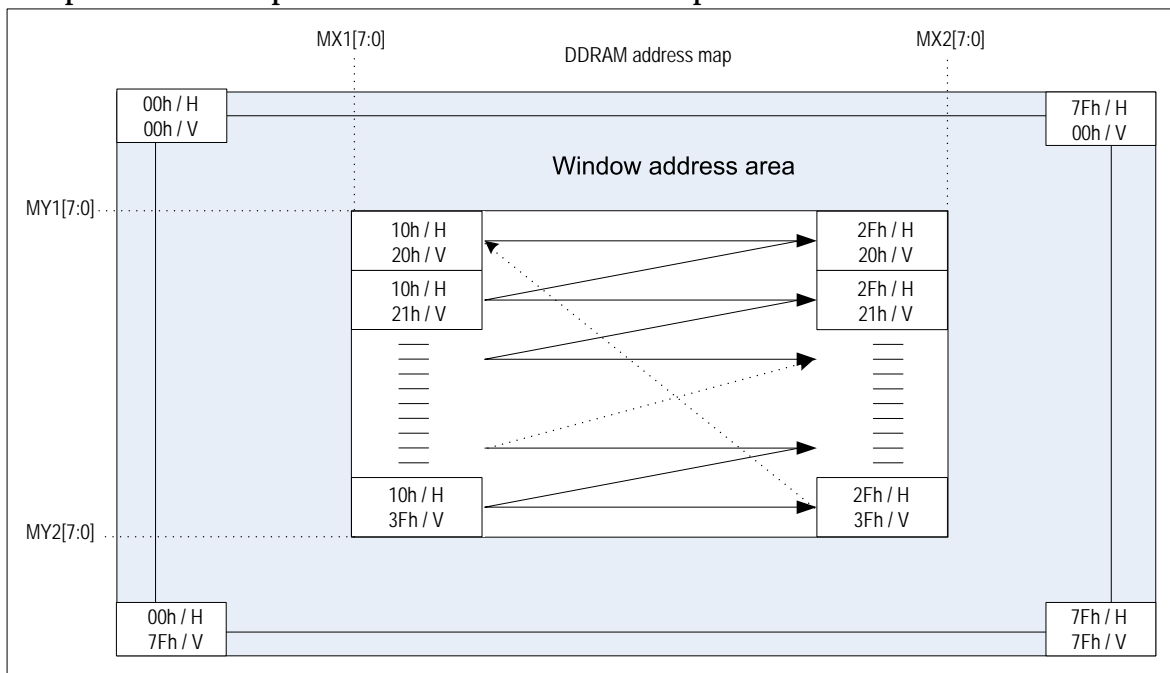 MX1[7:0]
MX2[7:0]
DDRAM address map
00h / H
00h / V
7Fh / H
00h / V
Window address area
MY1[7:0]
10h / H
20h / V
2Fh / H
20h / V
10h / H
21h / V
2Fh / H
21h / V
10h / H
3Fh / V
2Fh / H
3Fh / V
MY2[7:0]
00h / H
7Fh / V
7Fh / H
7Fh / V